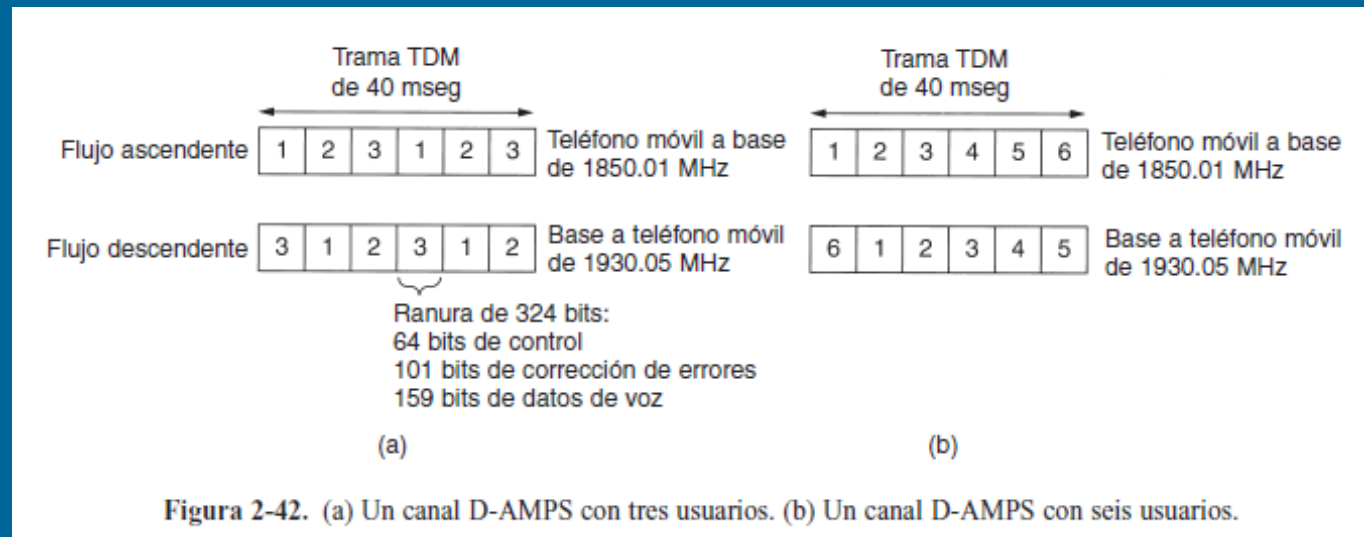 Trama TDM
de 40 mseg
Flujo ascendente 1 2 3 1 2 3 Teléfono móvil a base
de 1850.01 MHz
Flujo descendente 3 1 2 3 1 2 Base a teléfono móvil
de 1930.05 MHz
Ranura de 324 bits:
64 bits de control
101 bits de corrección de errores
159 bits de datos de voz
(a)
Trama TDM
de 40 mseg
1 2 3 4 5 6 Teléfono móvil a base
de 1850.01 MHz
6 1 2 3 4 5 Base a teléfono móvil
de 1930.05 MHz
(b)
Figura 2-42. (a) Un canal D-AMPS con tres usuarios. (b) Un canal D-AMPS con seis usuarios.